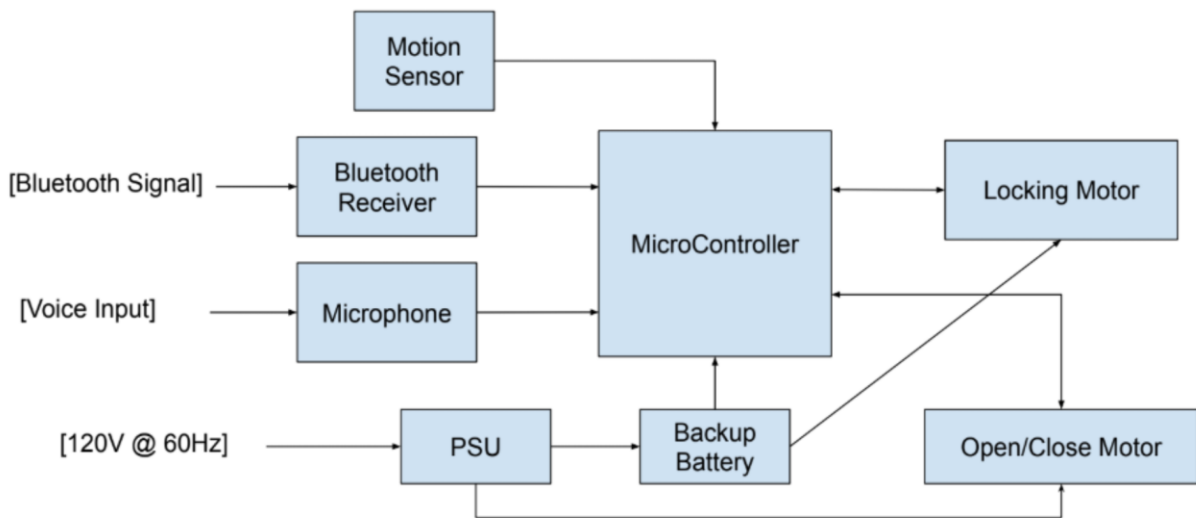 Motion
Sensor
[Bluetooth Signal]
Bluetooth
Receiver
MicroController
Locking Motor
[Voice Input]
Microphone
[120V @ 60Hz]
PSU
Backup
Battery
Open/Close Motor